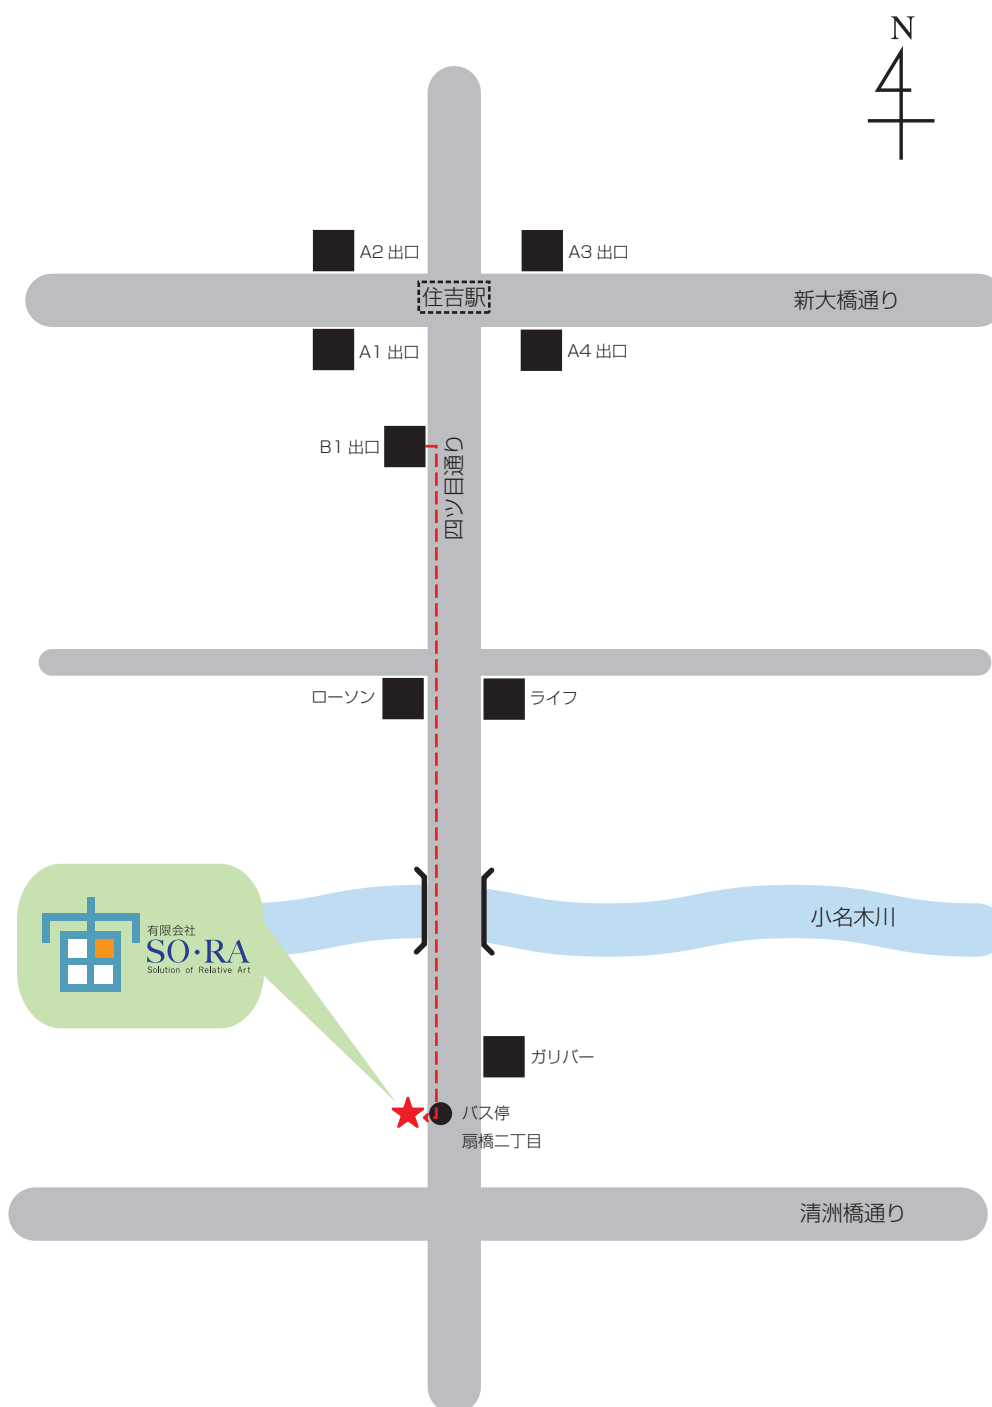 N
A2 出口
A3 出口
住吉駅
新大橋通り
A1 出口
A4 出口
B1 出口
四ツ目通り
ローソン
ライフ
小名木川
有限会社
SO・RA
Solution of Relative Art
ガリバー
バス停
扇橋二丁目
清洲橋通り